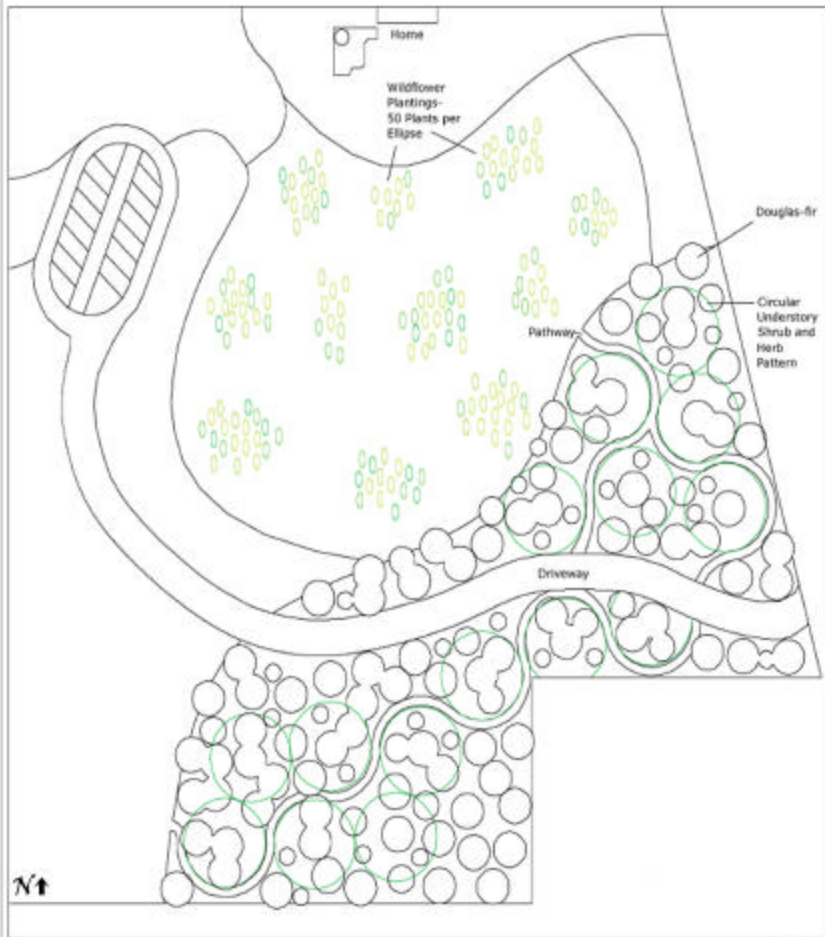 Home
Wildflower
Plantings-
50 Plants per
Ellipse
Douglas-fir
Circular
Understory
Shrub and
Herb
Pattern
Pathway
Driveway
N